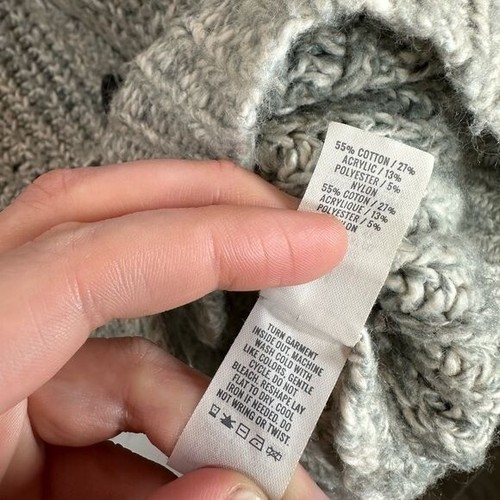 55% COTTON / 27%
ACRYLIC / 13%
POLYESTER / 5%
NYLON
55% COTON / 27%
ACRYLIQUE / 13%
POLYESTER / 5%
NYLON
TURN GARMENT
INSIDE OUT. MACHINE
WASH COLD WITH
LIKE COLORS, GENTLE
CYCLE. DO NOT
BLEACH. RESHAPE LAY
FLAT TO DRY. COOL
IRON IF NEEDED. DO
NOT WRING OR TWIST.